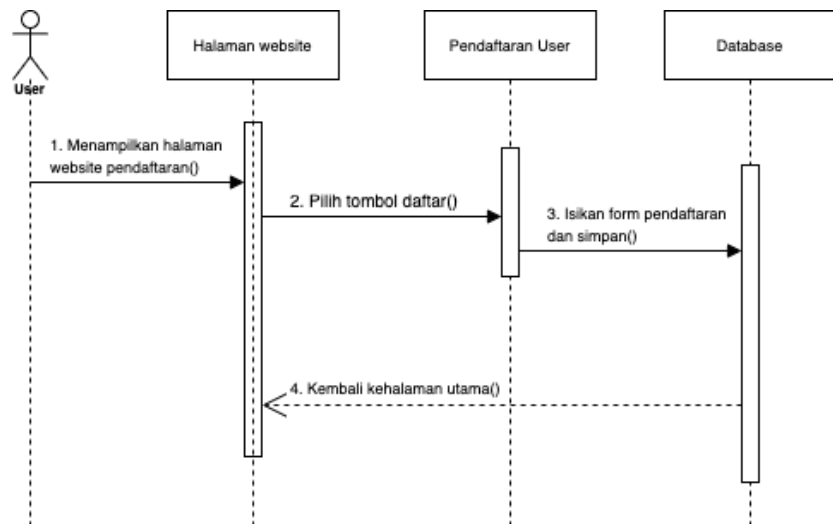 Halaman website
Pendaftaran User
Database
User
1. Menampilkan halaman
website pendaftaran()
2. Pilih tombol daftar()
3. Isikan form pendaftaran
dan simpan()
4. Kembali kehalaman utama()